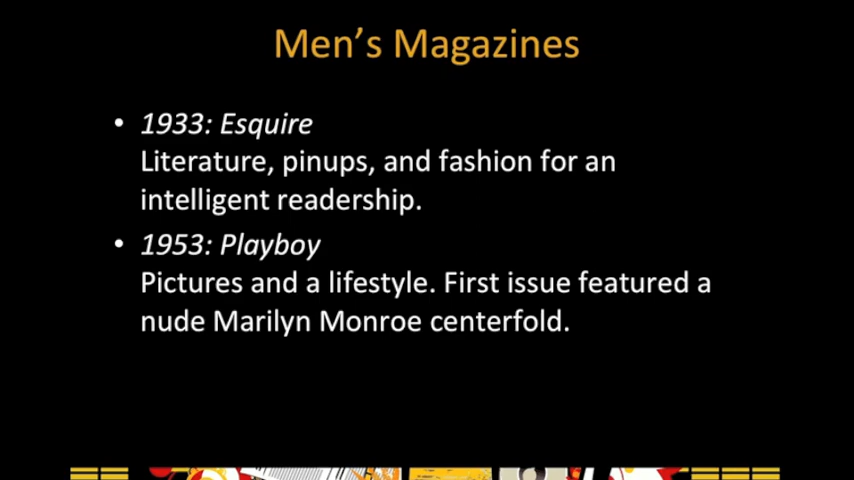 Men’s Magazines
• 1933: Esquire
Literature, pinups, and fashion for an
intelligent readership.
• 1953: Playboy
Pictures and a lifestyle. First issue featured a
nude Marilyn Monroe centerfold.